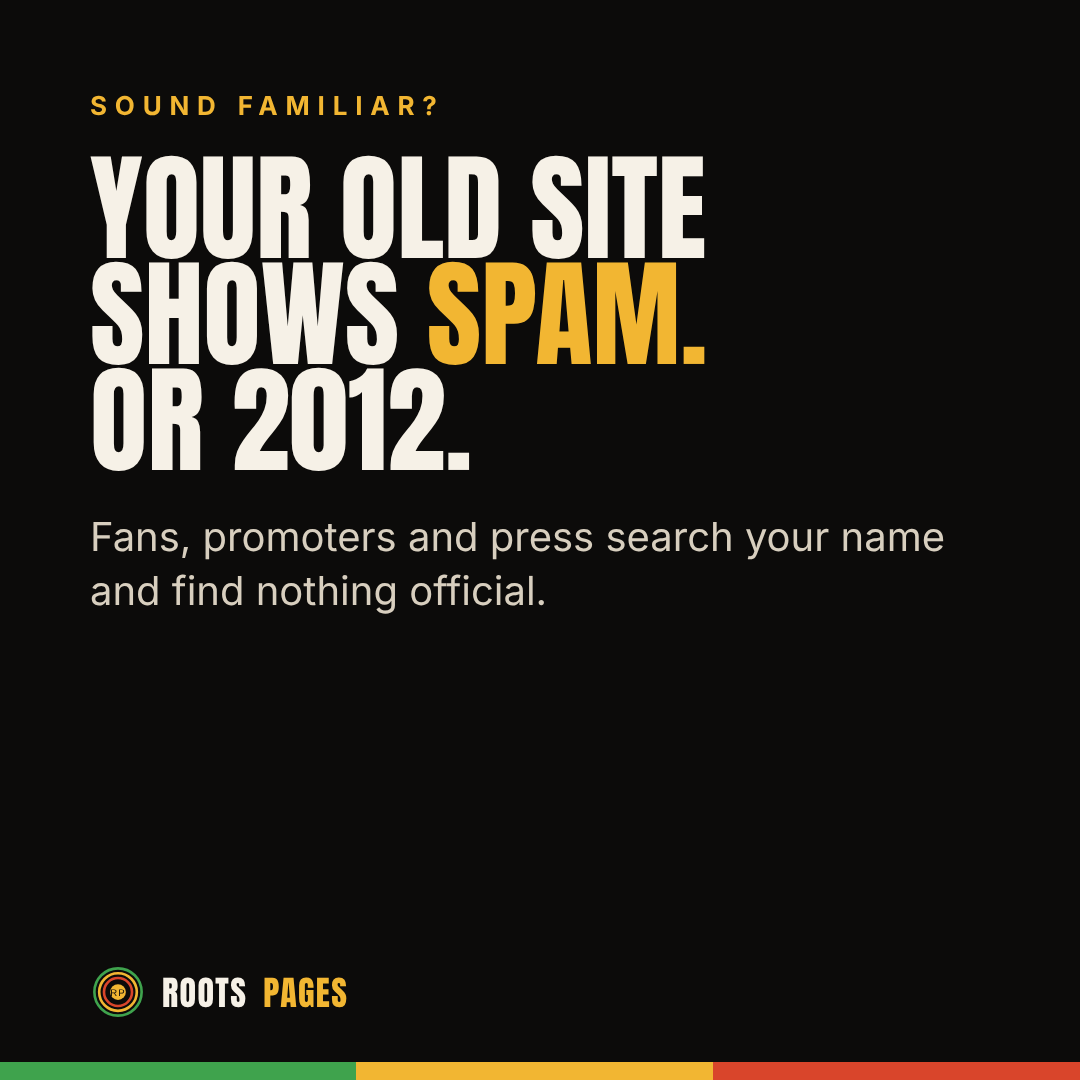 SOUND FAMILIAR?
YOUR OLD SITE
SHOWS SPAM.
OR 2012.
Fans, promoters and press search your name
and find nothing official.
RP
ROOTS PAGES